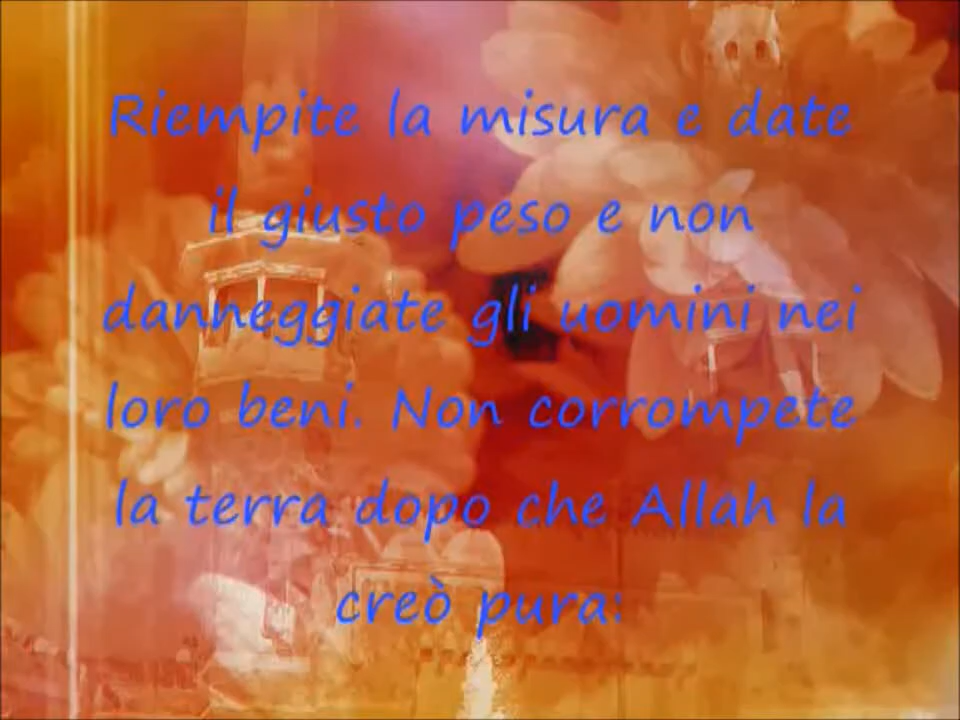 Riempite la misura e date
il giusto peso e non
danneggiate gli uomini nei
loro beni. Non corrompete
la terra dopo che Allah la
creò pura: